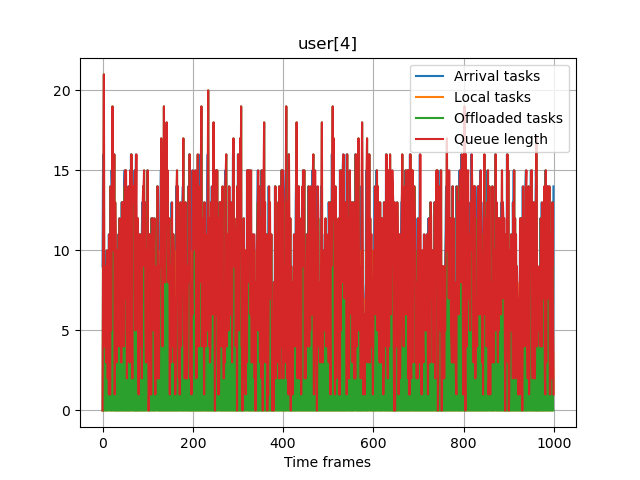 user[4]
Arrival tasks
Local tasks
Offloaded tasks
Queue length
20
15
10
5
0
0 200 400 600 800 1000
Time frames